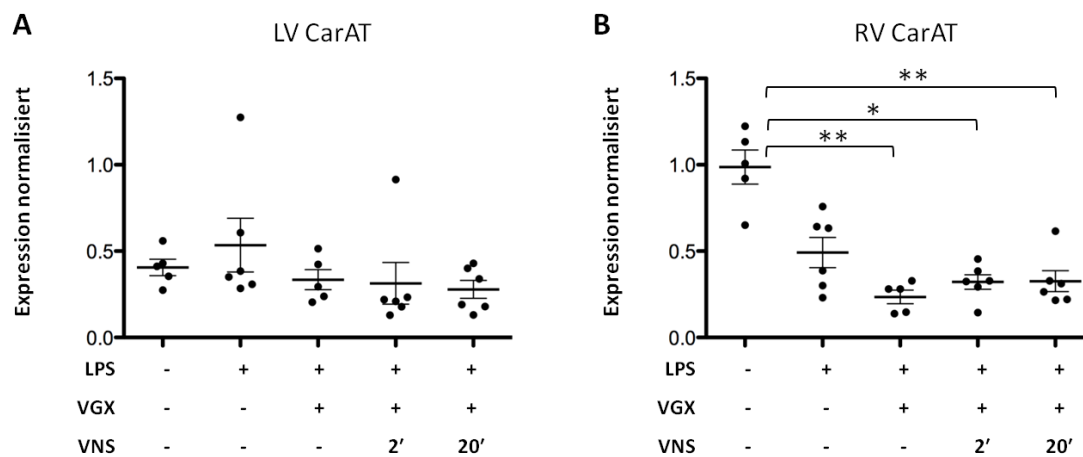 A
LV CarAT
Expression normalisiert
1.5
1.0
0.5
0.0
LPS - + + + +
VGX - - + + +
VNS - - - 2′ 20′
B
RV CarAT
Expression normalisiert
1.5
1.0
0.5
0.0
**
*
**
LPS - + + + +
VGX - - + + +
VNS - - - 2′ 20′